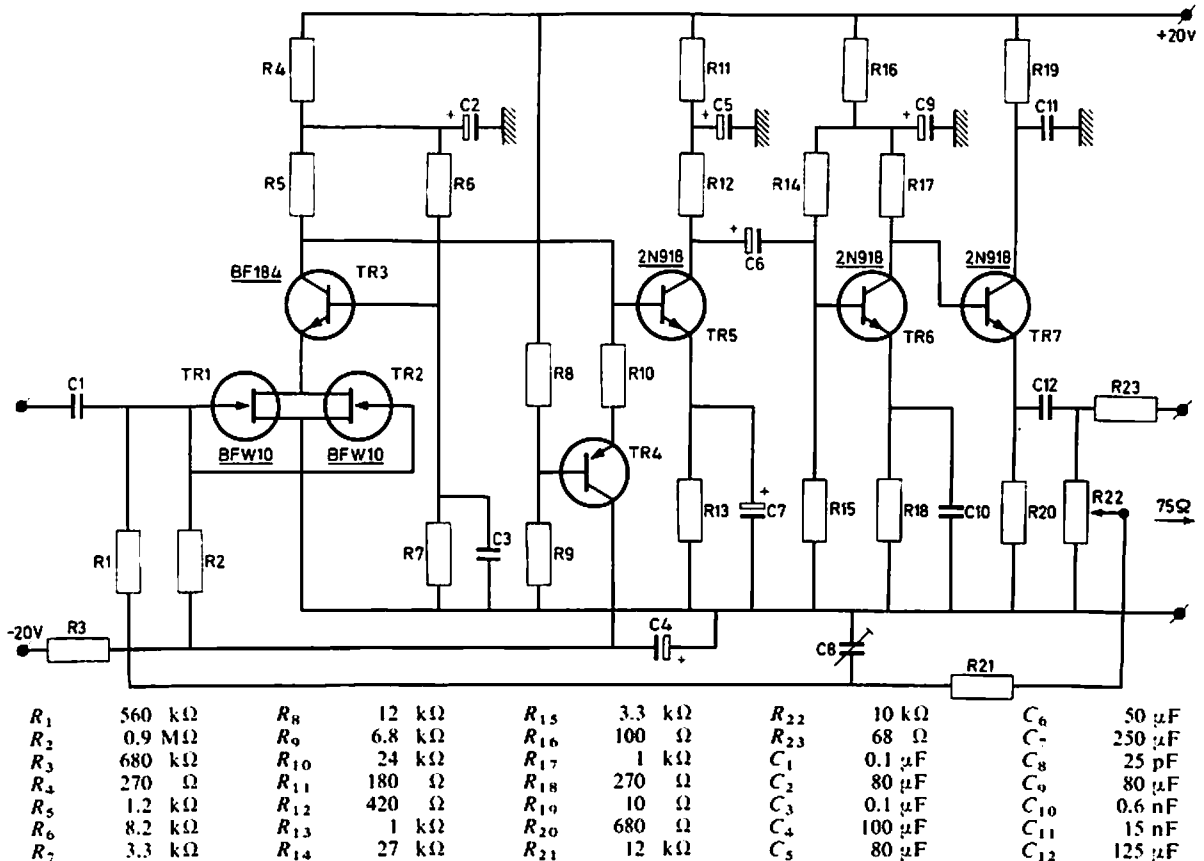 +20V
R4
R11
R16
R19
C2
+
C5
+
C9
+
C11
R5
R6
R12
R14
R17
+
C6
BF184
TR3
2N918
2N918
2N918
TR5
TR6
TR7
C1
TR1
TR2
R8
R10
C12
R23
BFW10
BFW10
TR4
R1
R2
R7
C3
R9
R13
+
C7
R15
R18
C10
R20
R22
75Ω
-20V
R3
C4
+
C8
R21
R1 560 kΩ R8 12 kΩ R15 3.3 kΩ R22 10 kΩ C6 50 μF
R2 0.9 MΩ R9 6.8 kΩ R16 100 Ω R23 68 Ω C7 250 μF
R3 680 kΩ R10 24 kΩ R17 1 kΩ C1 0.1 μF C8 25 pF
R4 270 Ω R11 180 Ω R18 270 Ω C2 80 μF C9 80 μF
R5 1.2 kΩ R12 420 Ω R19 10 Ω C3 0.1 μF C10 0.6 nF
R6 8.2 kΩ R13 1 kΩ R20 680 Ω C4 100 μF C11 15 nF
R7 3.3 kΩ R14 27 kΩ R21 12 kΩ C5 80 μF C12 125 μF